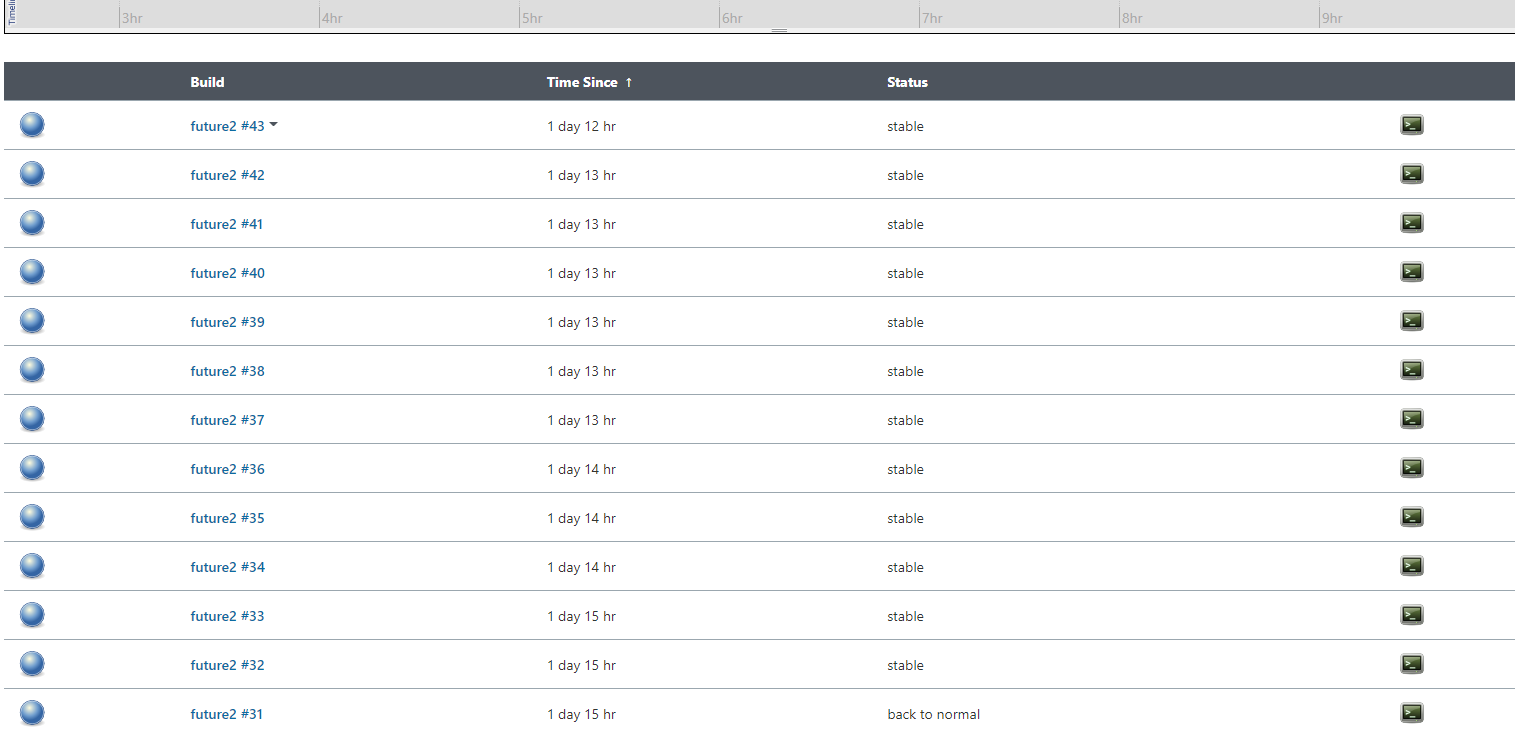 Timelin
3hr 4hr 5hr 6hr 7hr 8hr 9hr
Build Time Since ↑ Status
future2 #43 1 day 12 hr stable >_
future2 #42 1 day 13 hr stable >_
future2 #41 1 day 13 hr stable >_
future2 #40 1 day 13 hr stable >_
future2 #39 1 day 13 hr stable >_
future2 #38 1 day 13 hr stable >_
future2 #37 1 day 13 hr stable >_
future2 #36 1 day 14 hr stable >_
future2 #35 1 day 14 hr stable >_
future2 #34 1 day 14 hr stable >_
future2 #33 1 day 15 hr stable >_
future2 #32 1 day 15 hr stable >_
future2 #31 1 day 15 hr back to normal >_